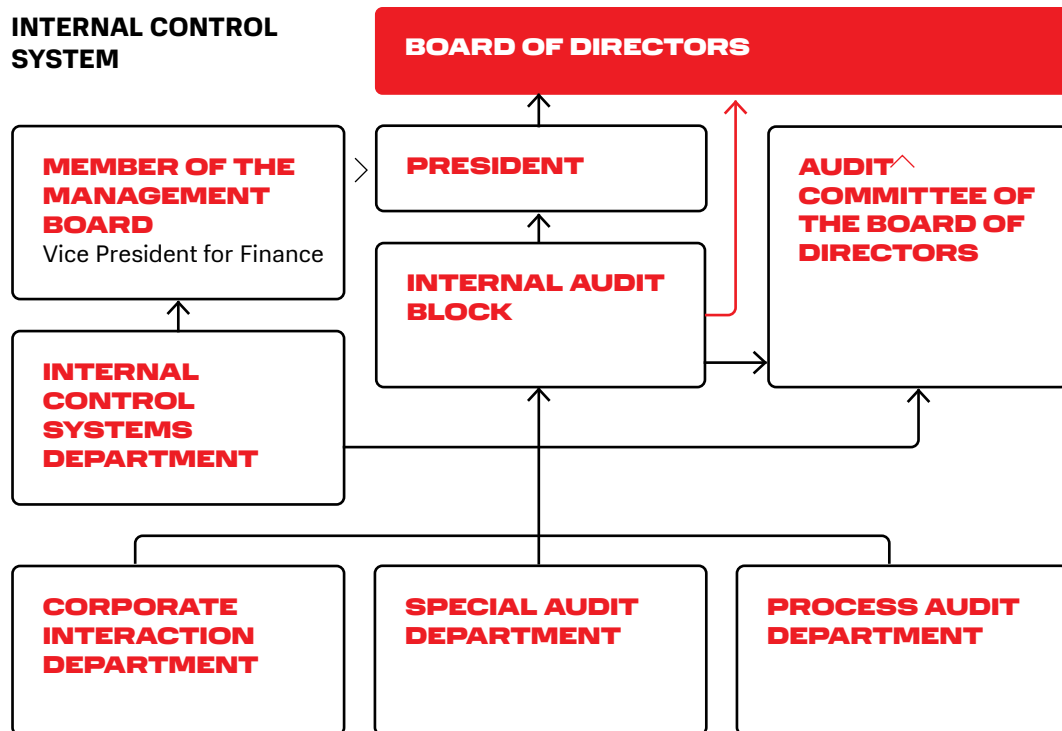 INTERNAL CONTROL
SYSTEM
BOARD OF DIRECTORS
MEMBER OF THE
MANAGEMENT
BOARD
Vice President for Finance
PRESIDENT
AUDIT
COMMITTEE OF
THE BOARD OF
DIRECTORS
INTERNAL AUDIT
BLOCK
INTERNAL
CONTROL
SYSTEMS
DEPARTMENT
CORPORATE
INTERACTION
DEPARTMENT
SPECIAL AUDIT
DEPARTMENT
PROCESS AUDIT
DEPARTMENT